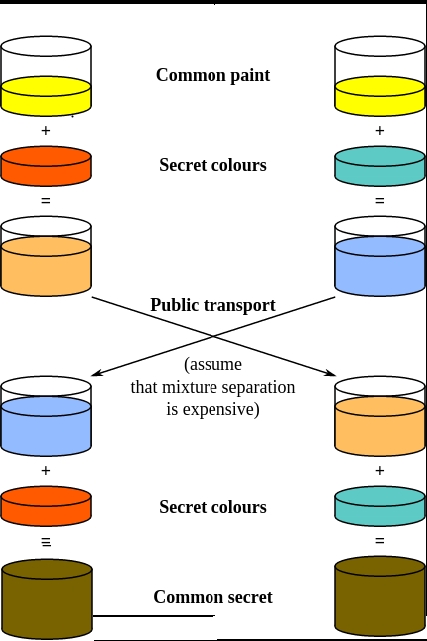 Common paint
+ +
Secret colours
= =
Public transport
(assume
that mixture separation
is expensive)
+ +
Secret colours
= =
Common secret